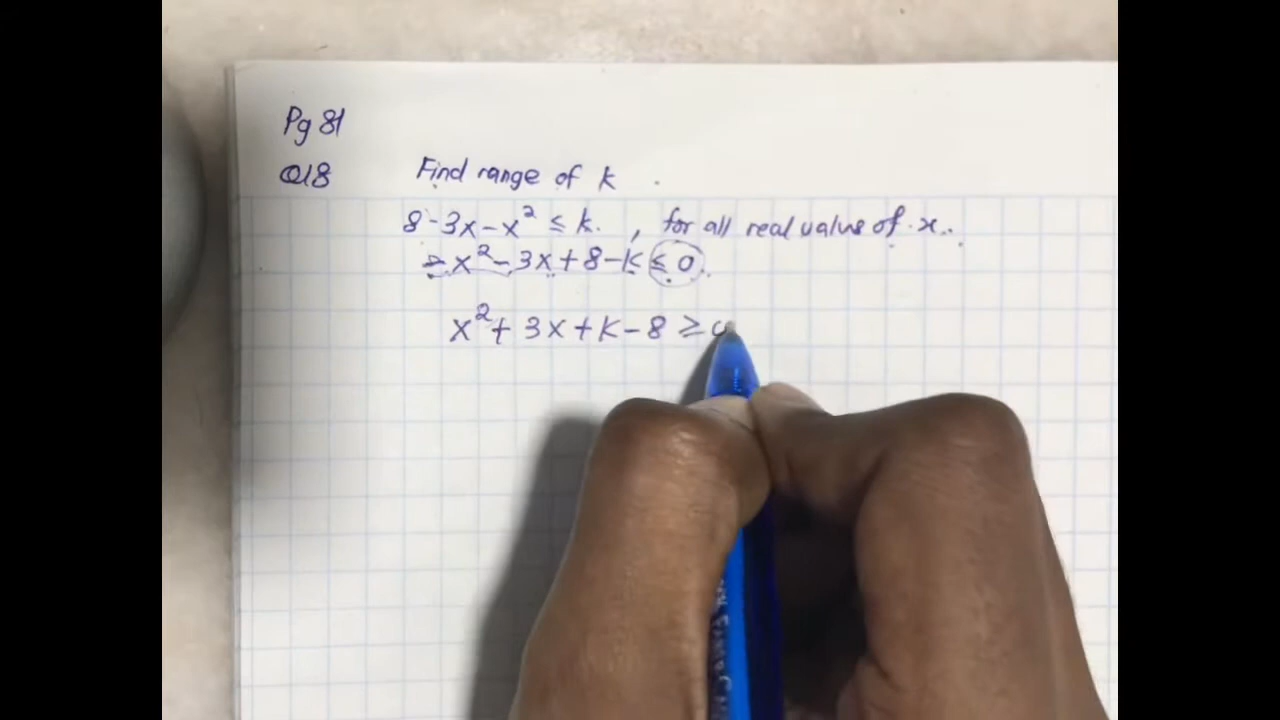 Pg 81
Q18 Find range of k .
8 - 3x - x² ≤ k. , for all real value of x.
- x² - 3x + 8 - k ≤ 0
x² + 3x + k - 8 ≥ 0